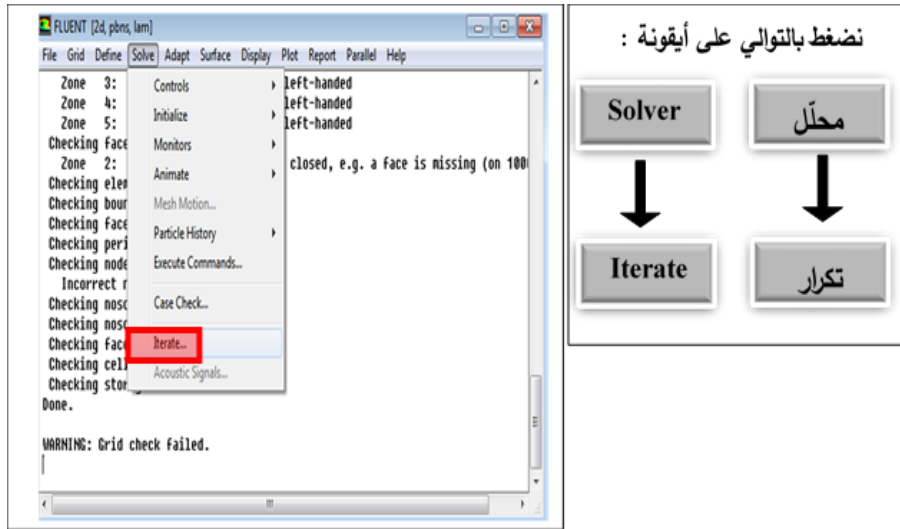 FLUENT [2d, pbns, lam]
File Grid Define Solve Adapt Surface Display Plot Report Parallel Help
Zone 3: left-handed
Zone 4: left-handed
Zone 5: left-handed
Checking face
Zone 2: closed, e.g. a face is missing (on 100
Checking elem
Checking boun
Checking face
Checking peri
Checking node
Incorrect n
Checking nosc
Checking nosc
Checking face
Checking cell
Checking stor
Done.
WARNING: Grid check failed.
Controls
Initialize
Monitors
Animate
Mesh Motion...
Particle History
Execute Commands...
Case Check...
Iterate...
Acoustic Signals...
نضغط بالتوالي على أيقونة :
Solver محلّل
Iterate تكرار